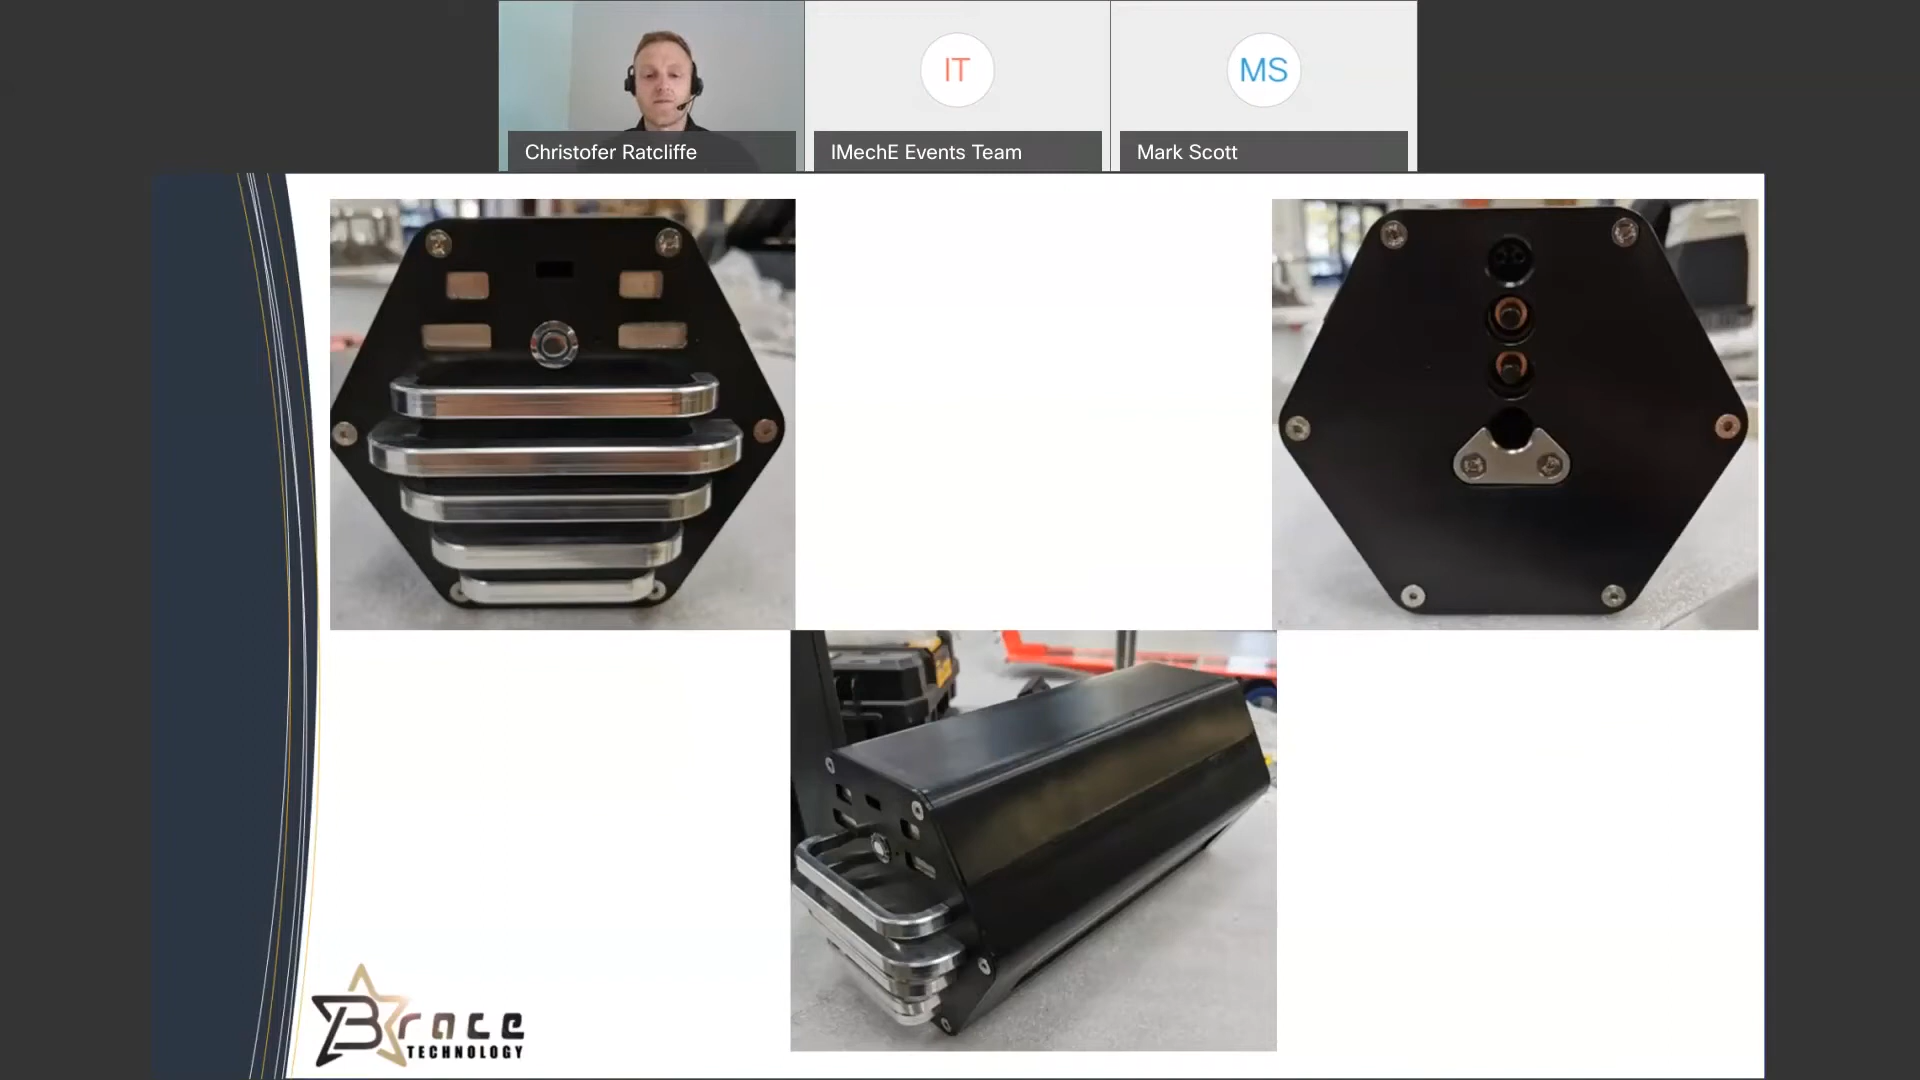 IT
MS
Christofer Ratcliffe
IMechE Events Team
Mark Scott
Brace
TECHNOLOGY